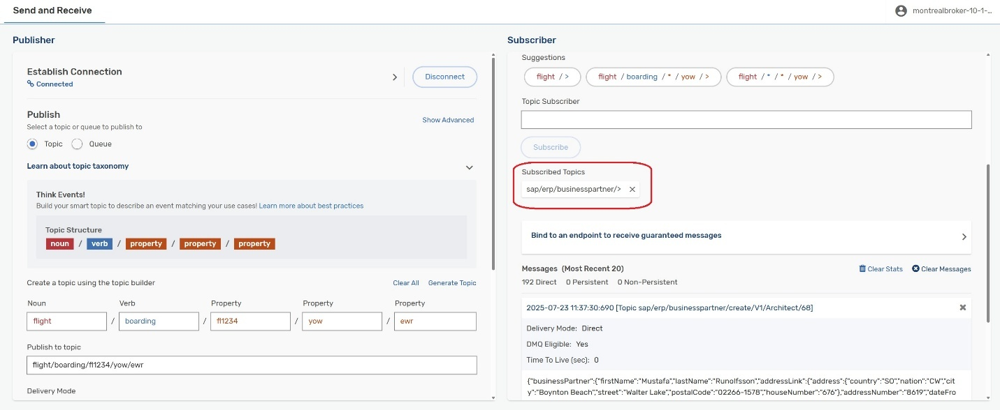 Send and Receive
montrealbroker-10-1-...
Publisher
Establish Connection
Connected
Disconnect
Publish
Select a topic or queue to publish to
Show Advanced
Topic Queue
Learn about topic taxonomy
Think Events!
Build your smart topic to describe an event matching your use cases! Learn more about best practices
Topic Structure
noun / verb / property / property / property
Create a topic using the topic builder
Clear All Generate Topic
Noun Verb Property Property Property
flight / boarding / fl1234 / yow / ewr
Publish to topic
flight/boarding/fl1234/yow/ewr
Delivery Mode
Subscriber
Suggestions
flight / > flight / boarding / * / yow / > flight / * / * / yow / >
Topic Subscriber
Subscribe
Subscribed Topics
sap/erp/businesspartner/>
Bind to an endpoint to receive guaranteed messages
Messages (Most Recent 20)
Clear Stats Clear Messages
192 Direct 0 Persistent 0 Non-Persistent
2025-07-23 11:37:30:690 [Topic sap/erp/businesspartner/create/V1/Architect/68]
Delivery Mode: Direct
DMQ Eligible: Yes
Time To Live (sec): 0
{"businessPartner":{"firstName":"Mustafa","lastName":"Runolfsson","addressLink":{"address":{"country":"SO","nation":"CW","cit
y":"Boynton Beach","street":"Walter Lake","postalCode":"02266-1578","houseNumber":"676"},"addressNumber":"8619","dateFro